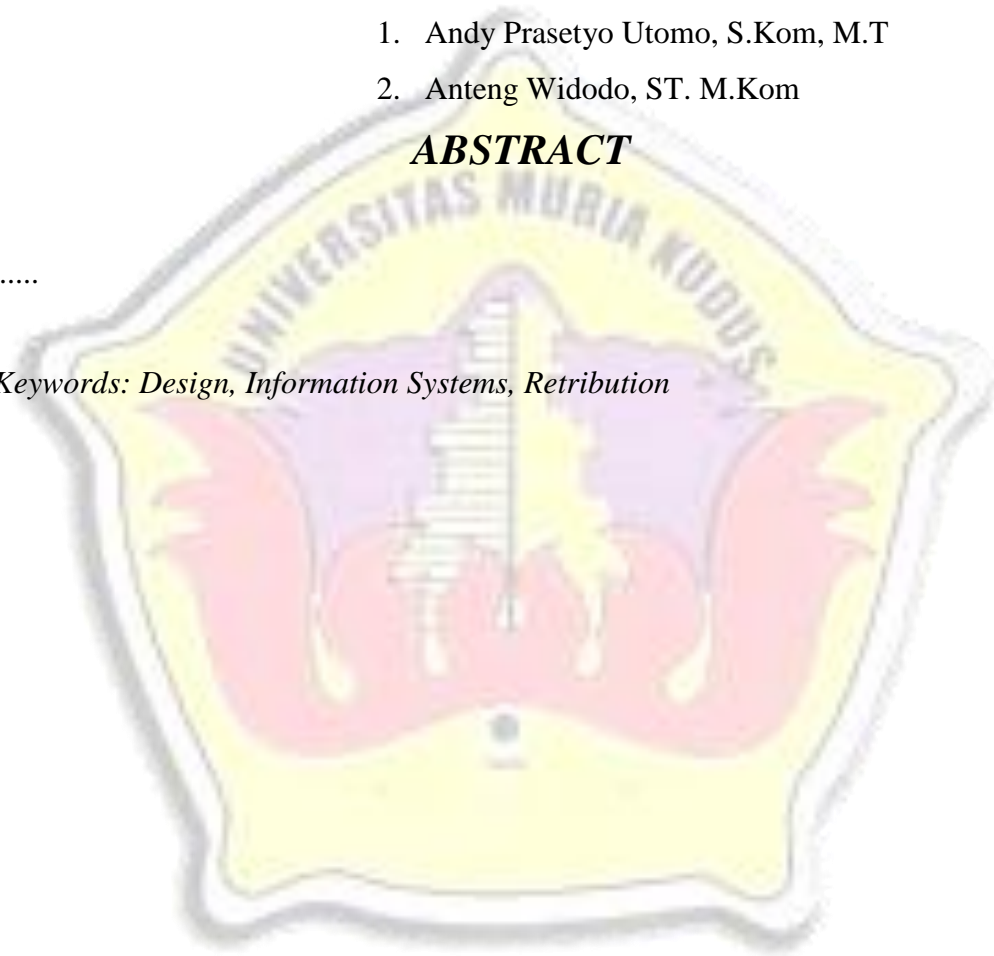 1. Andy Prasetyo Utomo, S.Kom, M.T
2. Anteng Widodo, ST. M.Kom
ABSTRACT
UNIVERSITAS MURIA KUDUS
.....
Keywords: Design, Information Systems, Retribution